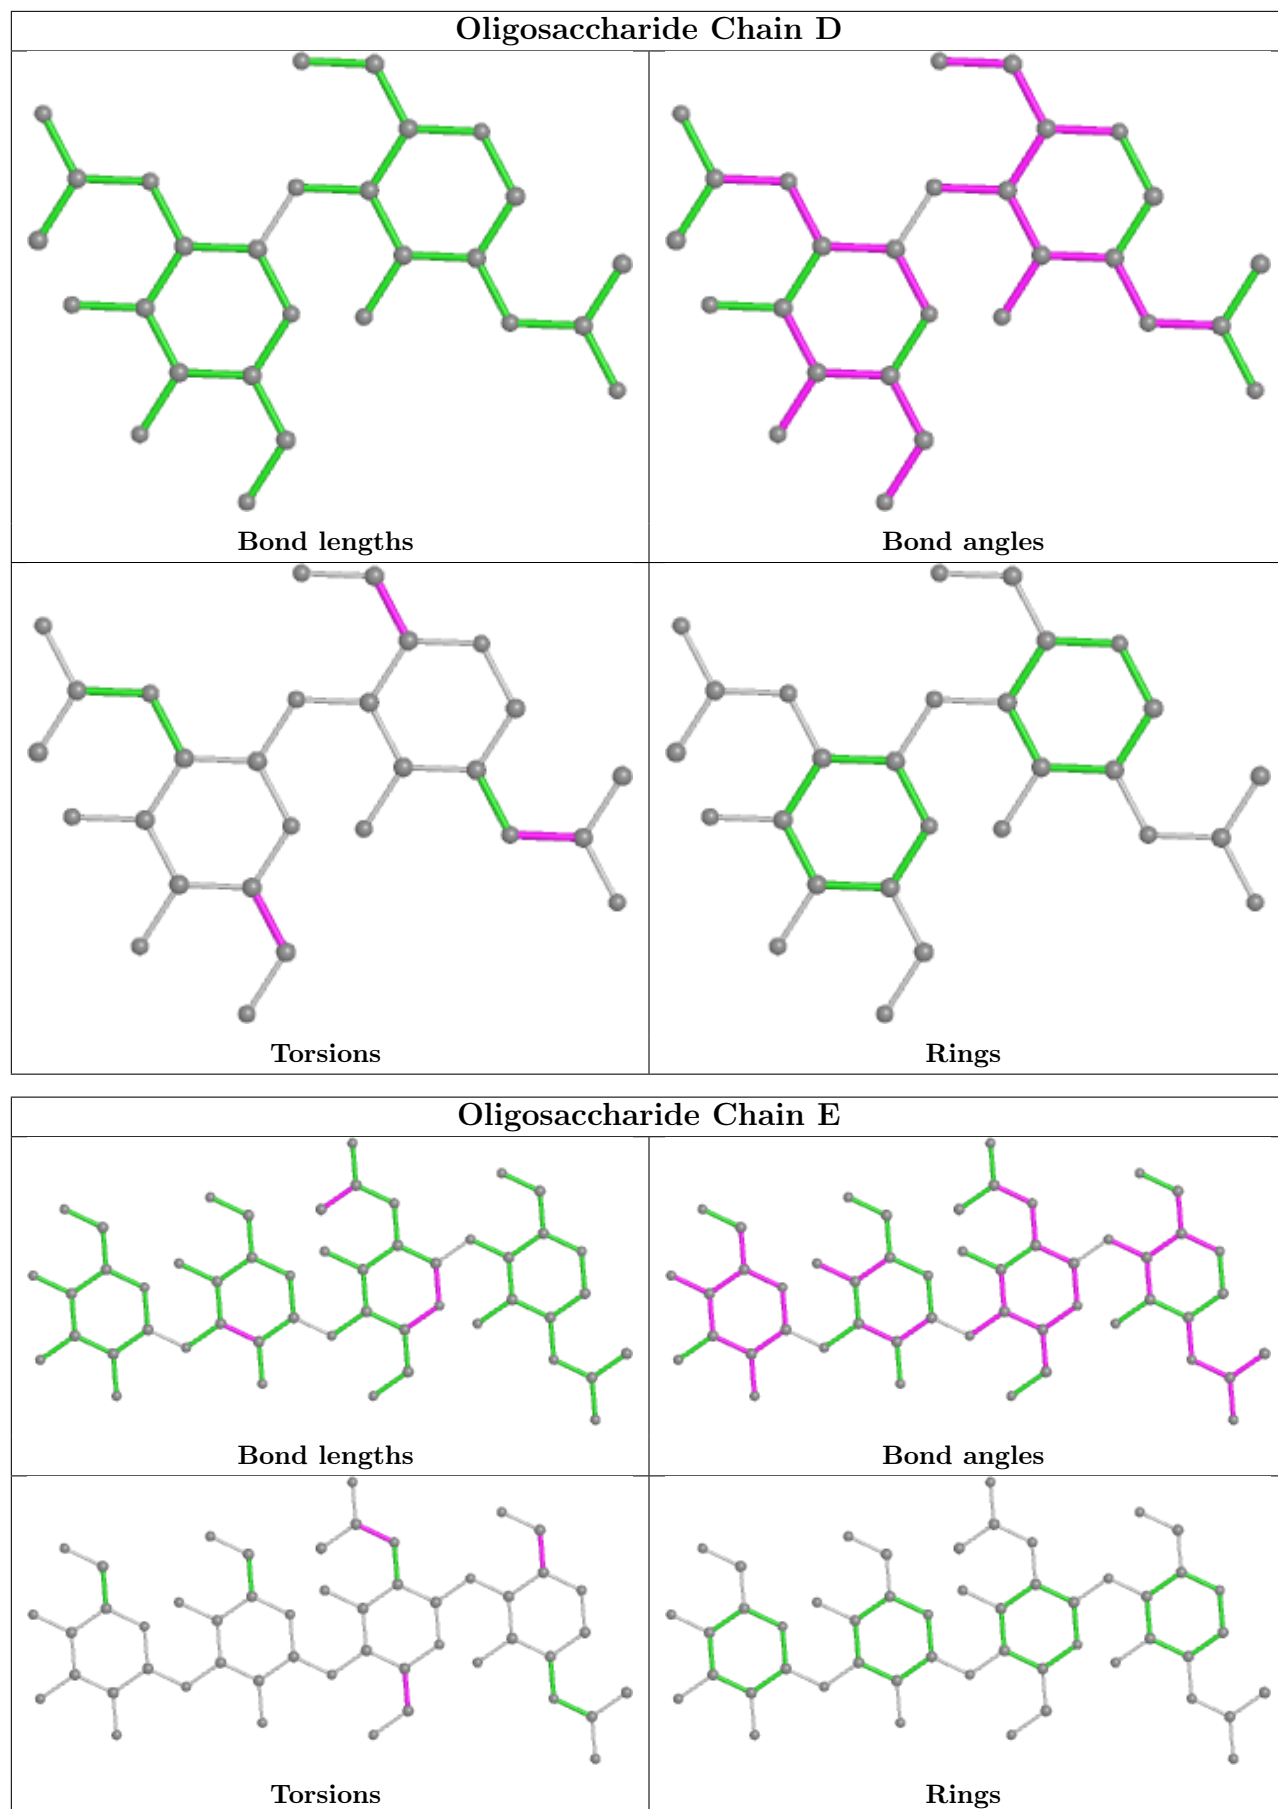 Oligosaccharide Chain D
Bond lengths
Bond angles
Torsions
Rings
Oligosaccharide Chain E
Bond lengths
Bond angles
Torsions
Rings